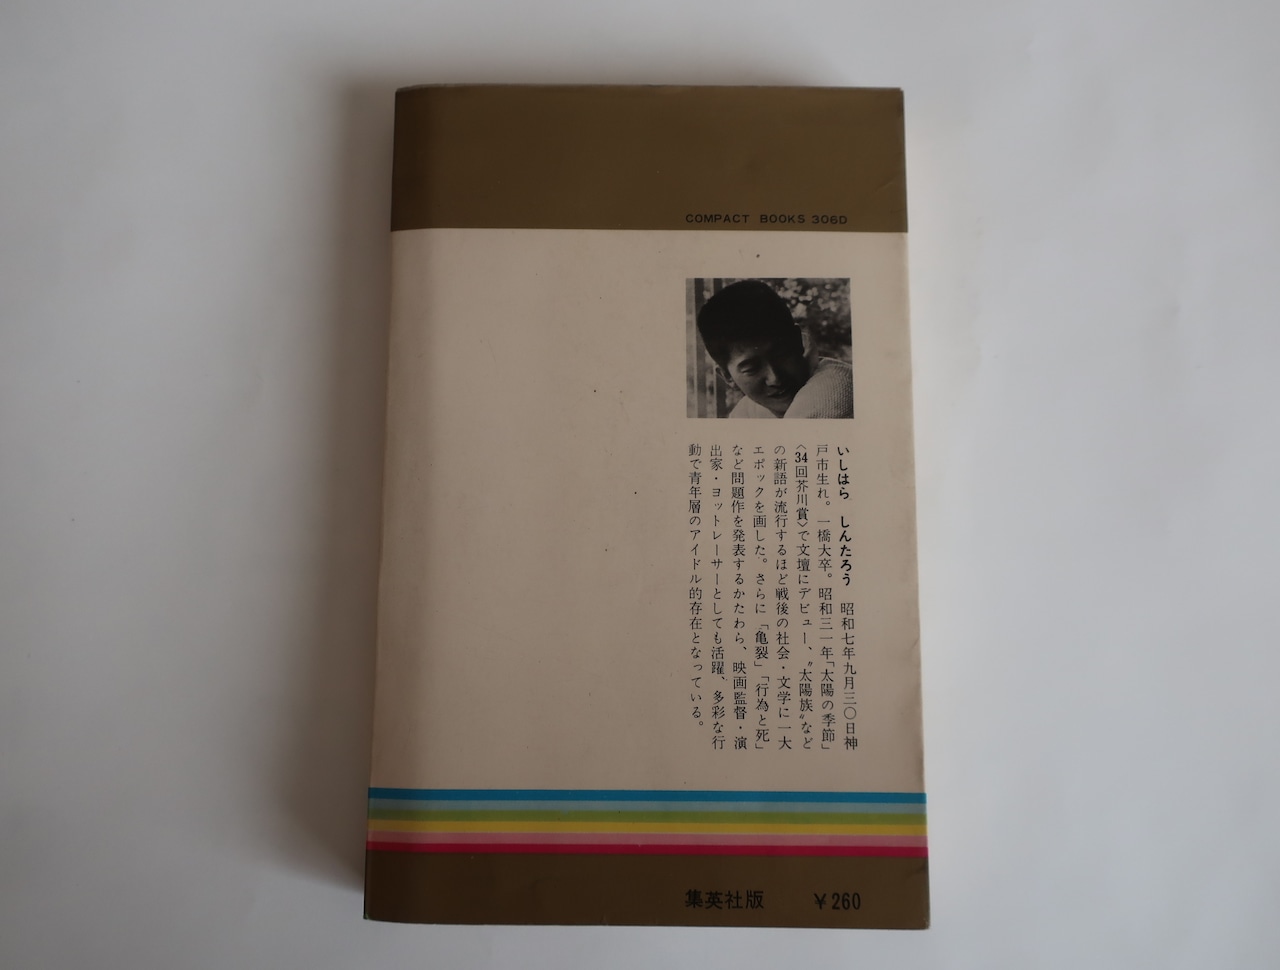 COMPACT BOOKS 306D
いしはら しんたろう 昭和七年九月三〇日神
戸市生れ。一橋大卒。昭和三一年「太陽の季節」
〈34回芥川賞〉で文壇にデビュー、〝太陽族〟など
の新語が流行するほど戦後の社会・文学に一大
エポックを画した。さらに「亀裂」「行為と死」
など問題作を発表するかたわら、映画監督・演
出家・ヨットレーサーとしても活躍、多彩な行
動で青年層のアイドル的存在となっている。
集英社版 ¥260